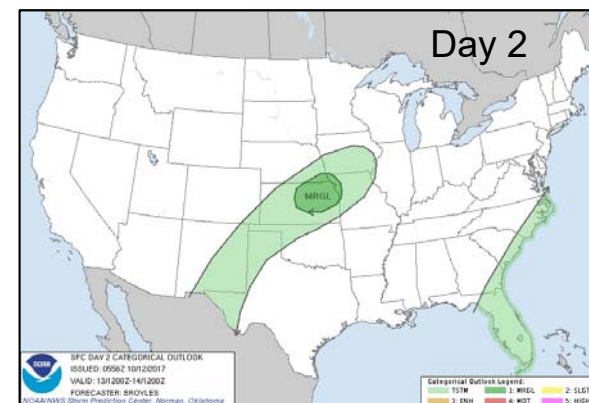 Day 2
MRGL
NOAA
SPC DAY 2 CATEGORICAL OUTLOOK
ISSUED: 0556Z 10/12/2017
VALID: 13/1200Z-14/1200Z
FORECASTER: BROYLES
NOAA/NWS Storm Prediction Center, Norman, Oklahoma
Categorical Outlook Legend:
TSTM 1: MRGL 2: SLGT
3: ENH 4: MDT 5: HIGH